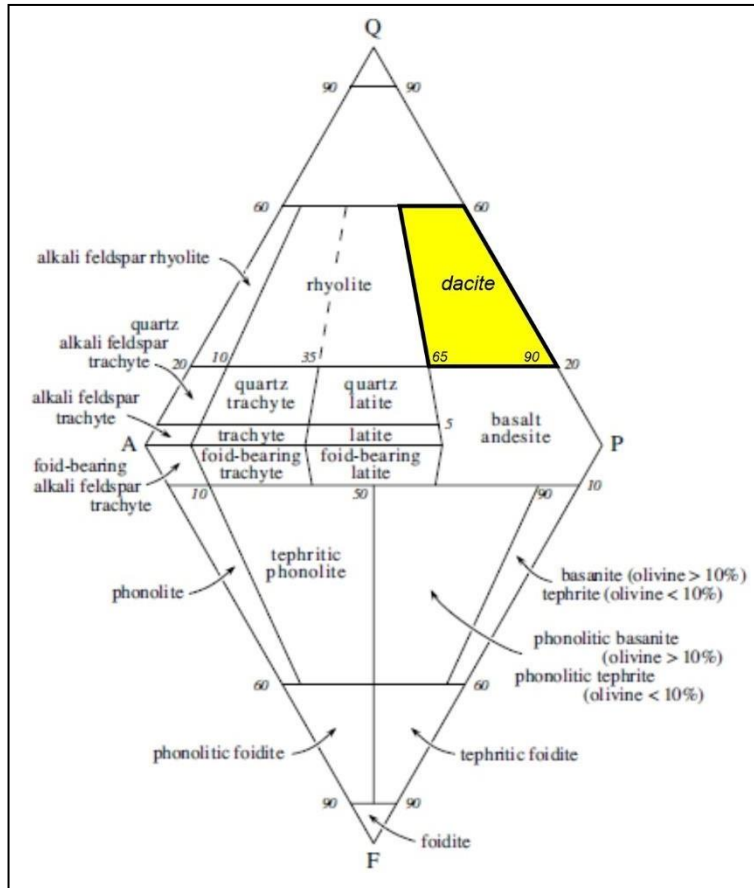 Q
90 90
60 60
alkali feldspar rhyolite
rhyolite
dacite
quartz
alkali feldspar
trachyte
20 10 35 65 90 20
quartz
trachyte
quartz
latite
alkali feldspar
trachyte
basalt
andesite
5
A
trachyte
latite
P
foid-bearing
alkali feldspar
trachyte
foid-bearing
trachyte
foid-bearing
latite
10 50 90 10
tephritic
phonolite
phonolite
basanite (olivine > 10%)
tephrite (olivine < 10%)
phonolitic basanite
(olivine > 10%)
phonolitic tephrite
(olivine < 10%)
60 60
phonolitic foidite
tephritic foidite
90 90
foidite
F